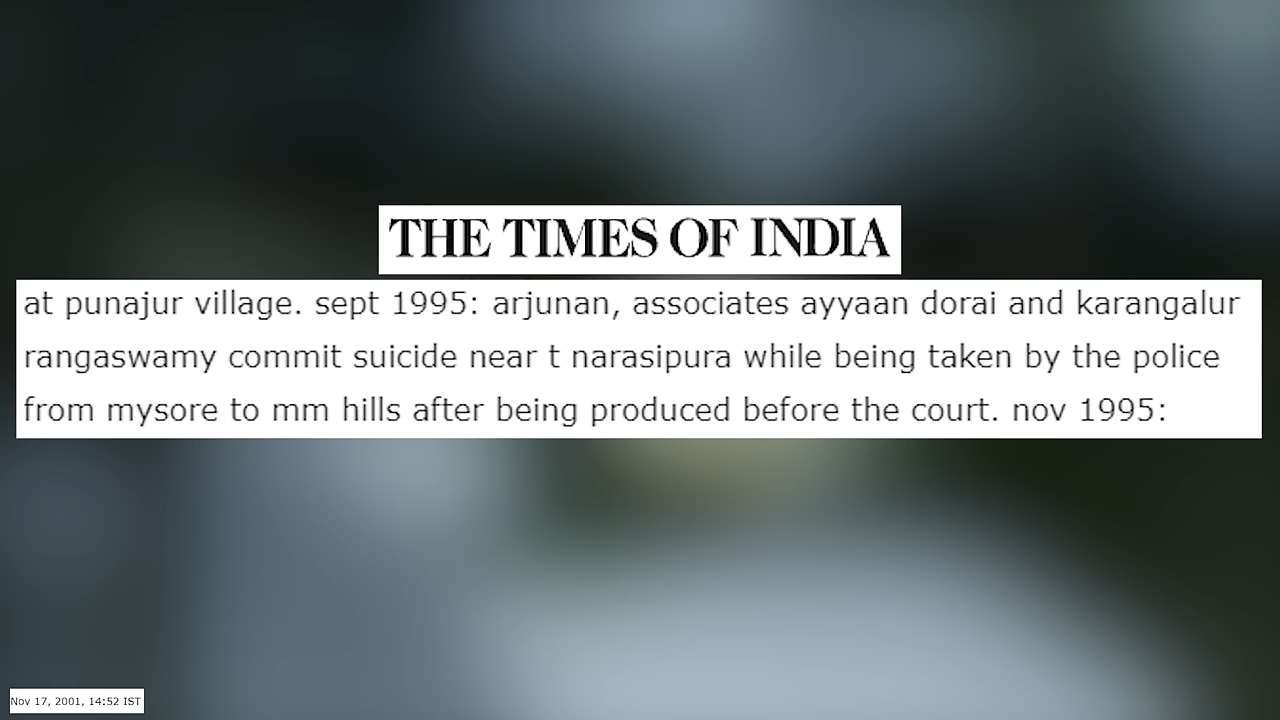 THE TIMES OF INDIA
at punajur village. sept 1995: arjunan, associates ayyaan dorai and karangalur
rangaswamy commit suicide near t narasipura while being taken by the police
from mysore to mm hills after being produced before the court. nov 1995:
Nov 17, 2001, 14:52 IST